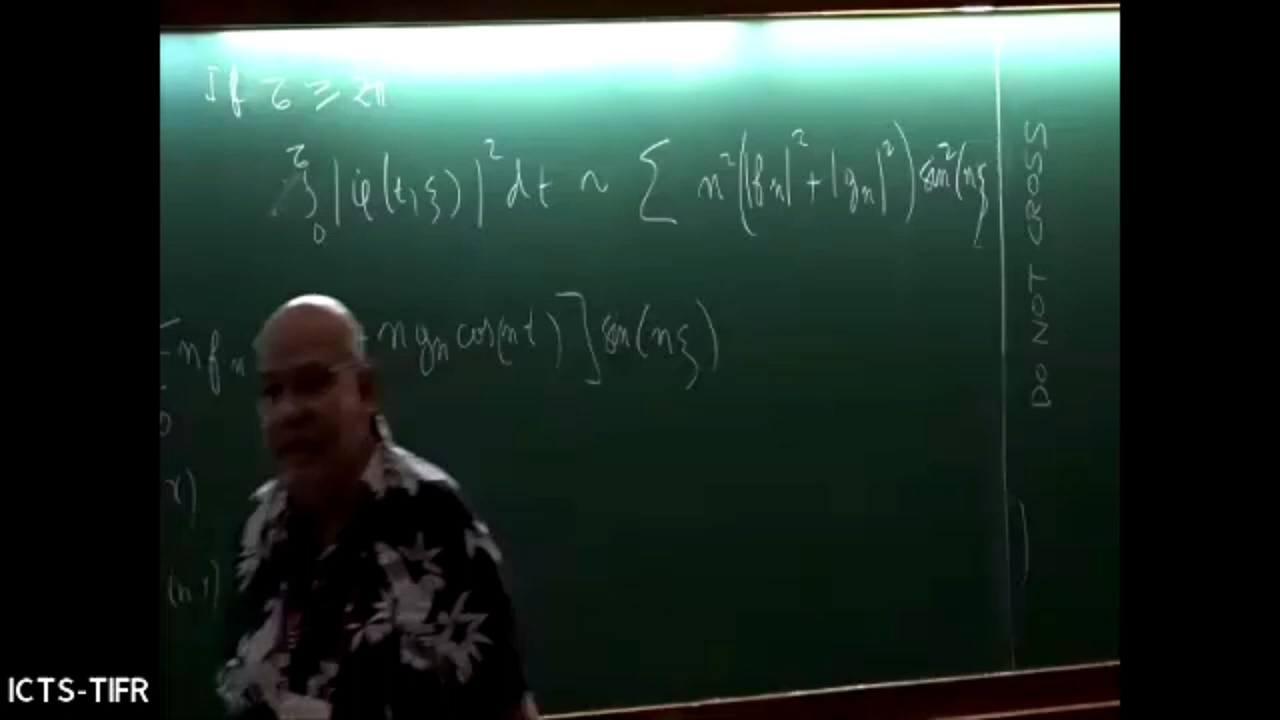 If τ ≥ 2π
∫₀^τ |φ̇(t,ξ)|² dt ~ Σ n²(|fₙ|² + |gₙ|²) sin²(nξ
n fₙ n gₙ cos(nt)] sin(nξ)
x)
DO NOT CROSS
ICTS-TIFR